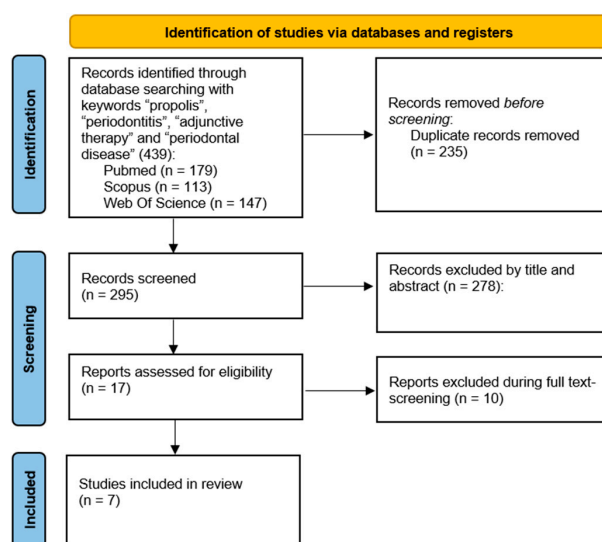 Identification of studies via databases and registers
Identification
Records identified through
database searching with
keywords “propolis”,
“periodontitis”, “adjunctive
therapy” and “periodontal
disease” (439):
Pubmed (n = 179)
Scopus (n = 113)
Web Of Science (n = 147)
Records removed before
screening:
Duplicate records removed
(n = 235)
Screening
Records screened
(n = 295)
Records excluded by title and
abstract (n = 278):
Reports assessed for eligibility
(n = 17)
Reports excluded during full text-
screening (n = 10)
Included
Studies included in review
(n = 7)